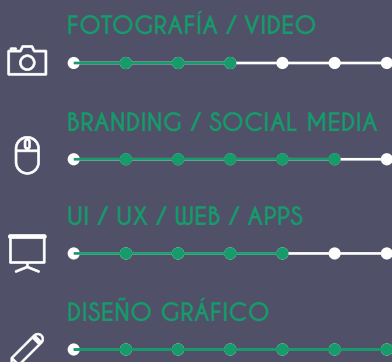 FOTOGRAFÍA / VIDEO
BRANDING / SOCIAL MEDIA
UI / UX / WEB / APPS
DISEÑO GRÁFICO